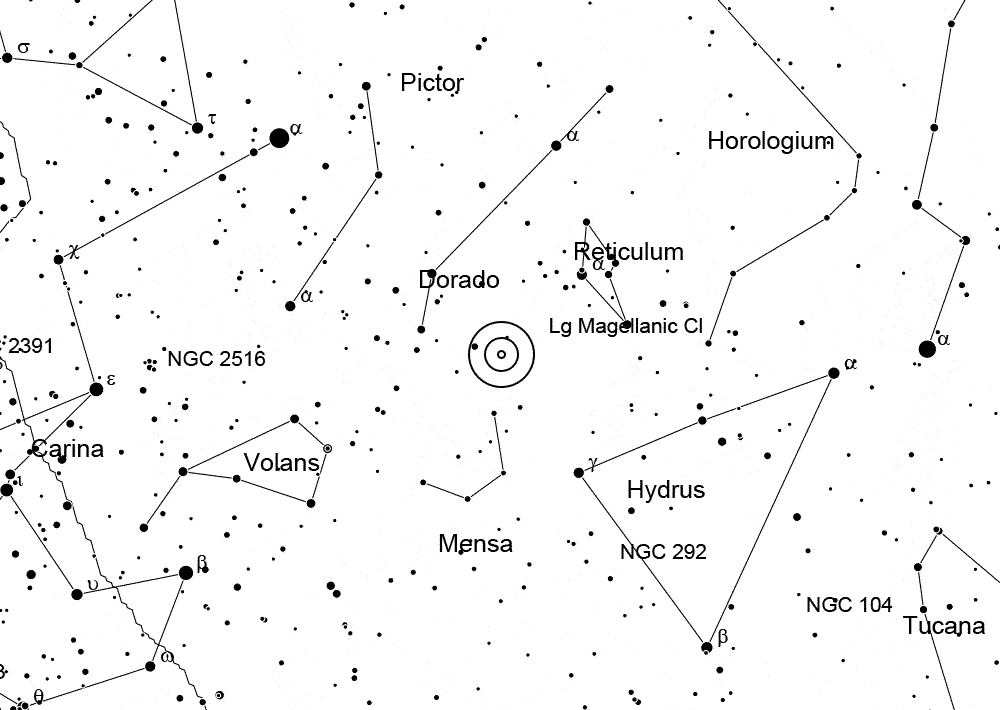 σ
Pictor
τ
α
α
Horologium
χ
Reticulum
α
Dorado
α
Lg Magellanic Cl
α
2391
NGC 2516
α
ε
Carina
Volans
γ
ι
Hydrus
Mensa
NGC 292
β
υ
NGC 104
Tucana
β
ω
θ